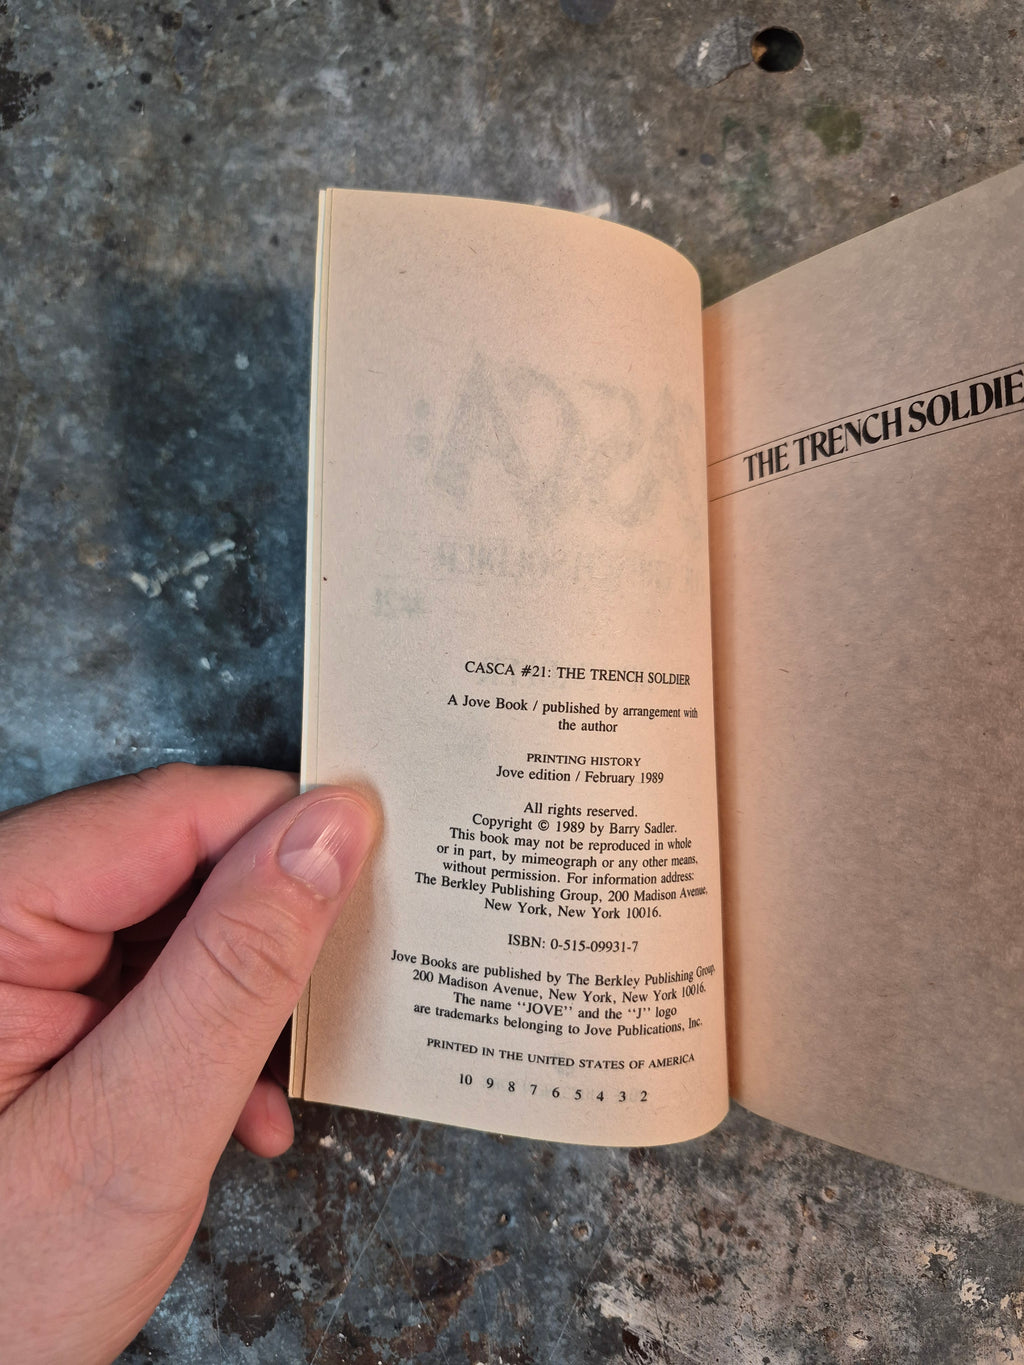 CASCA #21: THE TRENCH SOLDIER
A Jove Book / published by arrangement with
the author
PRINTING HISTORY
Jove edition / February 1989
All rights reserved.
Copyright © 1989 by Barry Sadler.
This book may not be reproduced in whole
or in part, by mimeograph or any other means,
without permission. For information address:
The Berkley Publishing Group, 200 Madison Avenue,
New York, New York 10016.
ISBN: 0-515-09931-7
Jove Books are published by The Berkley Publishing Group,
200 Madison Avenue, New York, New York 10016.
The name "JOVE" and the "J" logo
are trademarks belonging to Jove Publications, Inc.
PRINTED IN THE UNITED STATES OF AMERICA
10 9 8 7 6 5 4 3 2
THE TRENCH SOLDIE